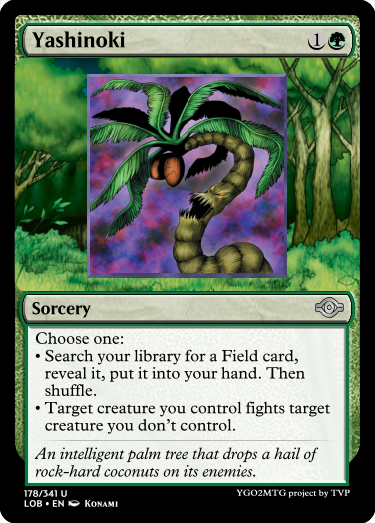 Yashinoki 1
Sorcery
Choose one:
• Search your library for a Field card,
reveal it, put it into your hand. Then
shuffle.
• Target creature you control fights target
creature you don't control.
An intelligent palm tree that drops a hail of
rock-hard coconuts on its enemies.
178/341 U
LOB • EN Konami
YGO2MTG project by TVP